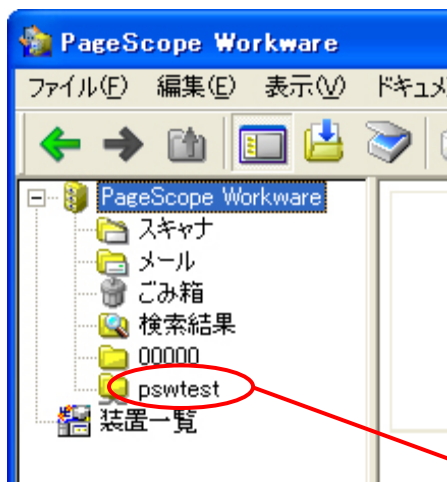 PageScope Workware
ファイル(F) 編集(E) 表示(V) ドキュメ
PageScope Workware
スキャナ
メール
ごみ箱
検索結果
00000
pswtest
装置一覧